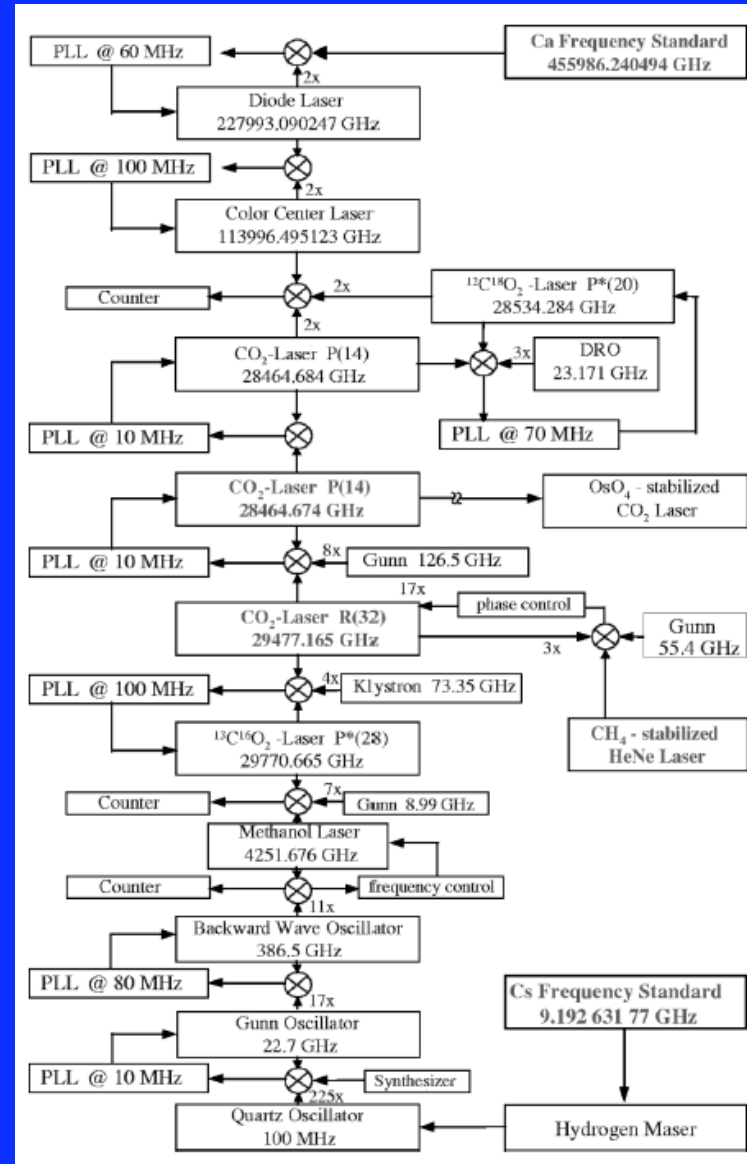 Ca Frequency Standard
455986.240494 GHz
PLL @ 60 MHz
2x
Diode Laser
227993.090247 GHz
PLL @ 100 MHz
2x
Color Center Laser
113996.495123 GHz
Counter
2x
2x
¹²C¹⁸O₂ -Laser P*(20)
28534.284 GHz
CO₂-Laser P(14)
28464.684 GHz
3x
DRO
23.171 GHz
PLL @ 10 MHz
PLL @ 70 MHz
CO₂-Laser P(14)
28464.674 GHz
OsO₄ - stabilized
CO₂ Laser
PLL @ 10 MHz
8x
Gunn 126.5 GHz
17x
phase control
CO₂-Laser R(32)
29477.165 GHz
3x
Gunn
55.4 GHz
PLL @ 100 MHz
4x
Klystron 73.35 GHz
¹³C¹⁶O₂ -Laser P*(28)
29770.665 GHz
CH₄ - stabilized
HeNe Laser
Counter
7x
Gunn 8.99 GHz
Methanol Laser
4251.676 GHz
Counter
frequency control
11x
Backward Wave Oscillator
386.5 GHz
PLL @ 80 MHz
17x
Gunn Oscillator
22.7 GHz
Cs Frequency Standard
9.192 631 77 GHz
PLL @ 10 MHz
Synthesizer
225x
Quartz Oscillator
100 MHz
Hydrogen Maser